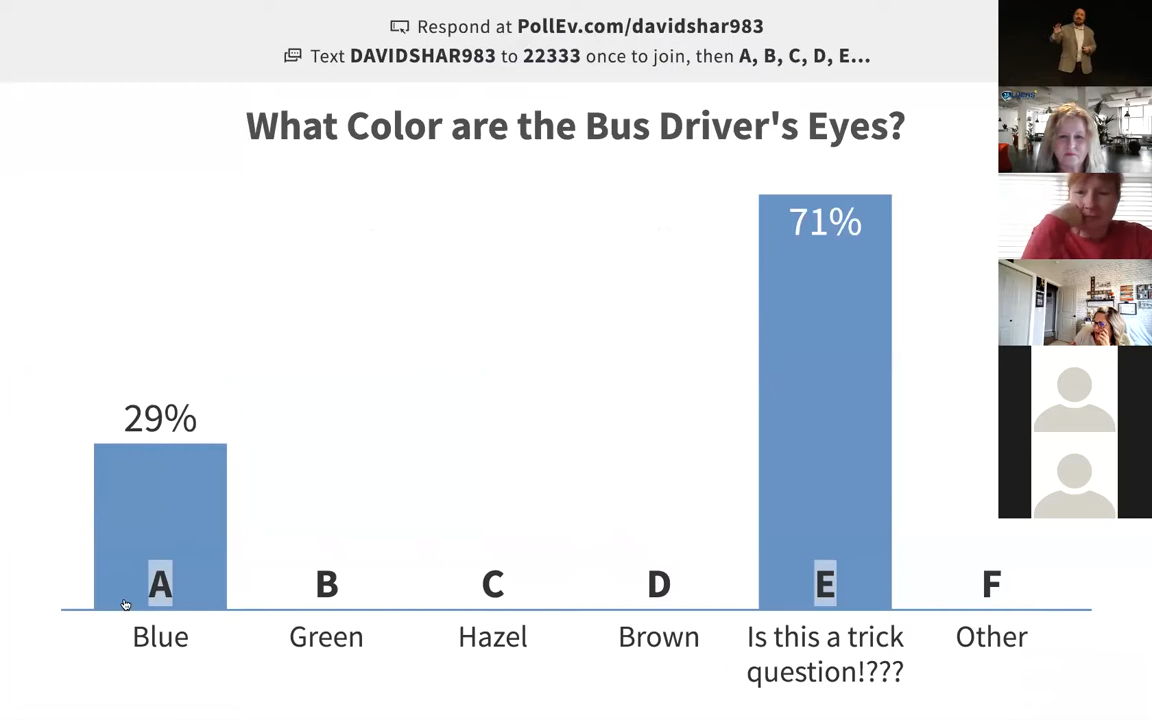 Respond at PollEv.com/davidshar983
Text DAVIDSHAR983 to 22333 once to join, then A, B, C, D, E...
What Color are the Bus Driver's Eyes?
71%
29%
A
B
C
D
E
F
Blue
Green
Hazel
Brown
Is this a trick
question!???
Other